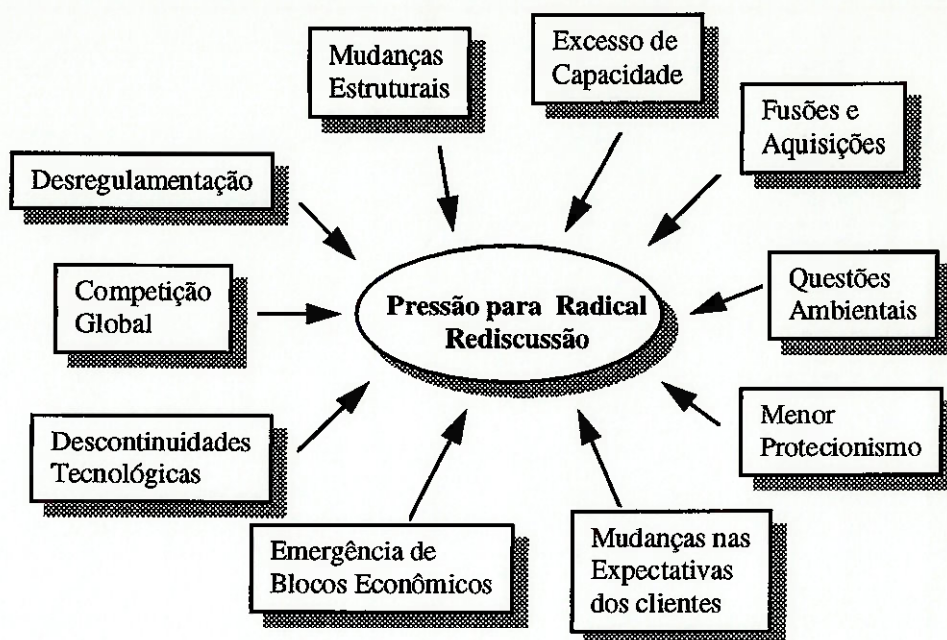 Mudanças
Estruturais
Excesso de
Capacidade
Fusões e
Aquisições
Desregulamentação
Competição
Global
Pressão para Radical
Rediscussão
Questões
Ambientais
Descontinuidades
Tecnológicas
Menor
Protecionismo
Emergência de
Blocos Econômicos
Mudanças nas
Expectativas
dos clientes